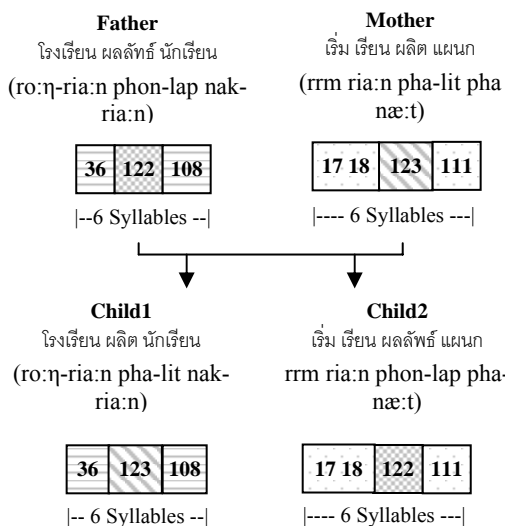 Father
โรงเรียน ผลลัทธ์ นักเรียน
(ro:η-ria:n phon-lap nak-
ria:n)
36 122 108
|--6 Syllables --|
Mother
เริ่ม เรียน ผลิต แผนก
(rrm ria:n pha-lit pha
næ:t)
17 18 123 111
|---- 6 Syllables ---|
Child1
โรงเรียน ผลิต นักเรียน
(ro:η-ria:n pha-lit nak-
ria:n)
36 123 108
|-- 6 Syllables --|
Child2
เริ่ม เรียน ผลลัพธ์ แผนก
rrm ria:n phon-lap pha-
næ:t)
17 18 122 111
|---- 6 Syllables ---|